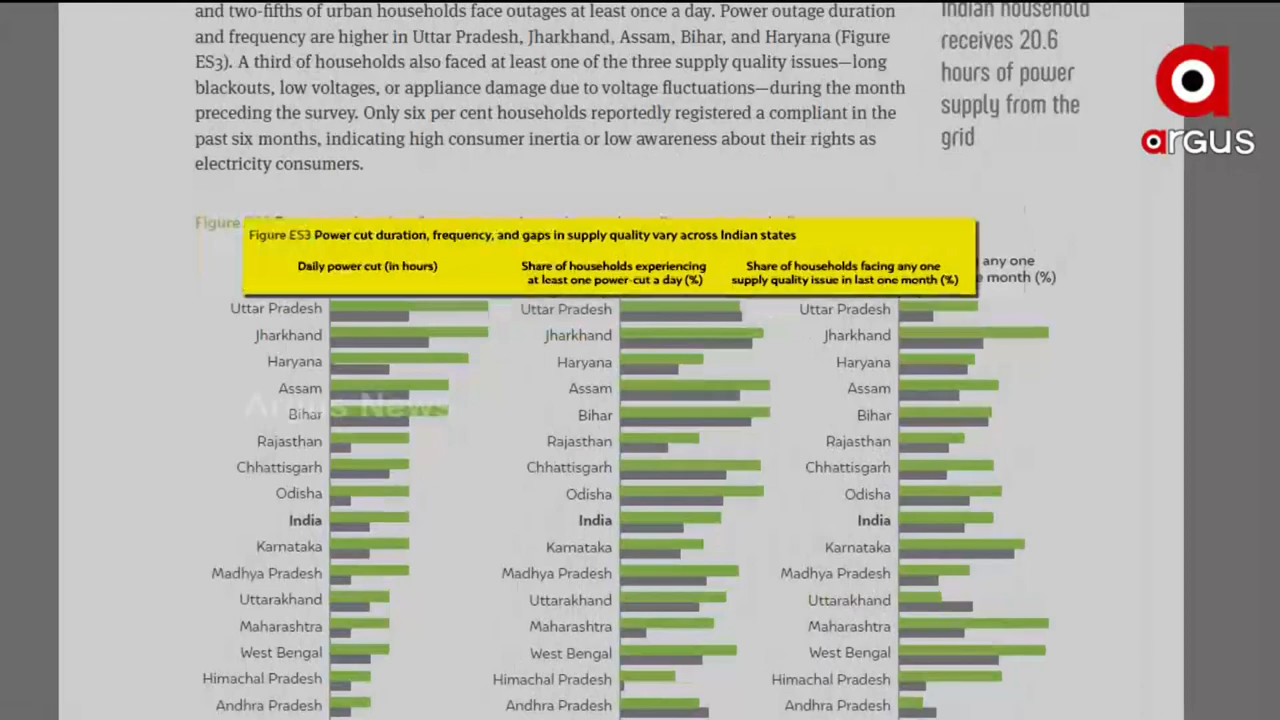 and two-fifths of urban households face outages at least once a day. Power outage duration
and frequency are higher in Uttar Pradesh, Jharkhand, Assam, Bihar, and Haryana (Figure
ES3). A third of households also faced at least one of the three supply quality issues—long
blackouts, low voltages, or appliance damage due to voltage fluctuations—during the month
preceding the survey. Only six per cent households reportedly registered a compliant in the
past six months, indicating high consumer inertia or low awareness about their rights as
electricity consumers.
Indian household
receives 20.6
hours of power
supply from the
grid
argus
Figure
Figure ES3 Power cut duration, frequency, and gaps in supply quality vary across Indian states
Daily power cut (in hours)
Share of households experiencing
at least one power-cut a day (%)
Share of households facing any one
supply quality issue in last one month (%)
any one
month (%)
Uttar Pradesh
Jharkhand
Haryana
Assam
Bihar
Rajasthan
Chhattisgarh
Odisha
India
Karnataka
Madhya Pradesh
Uttarakhand
Maharashtra
West Bengal
Himachal Pradesh
Andhra Pradesh
Uttar Pradesh
Jharkhand
Haryana
Assam
Bihar
Rajasthan
Chhattisgarh
Odisha
India
Karnataka
Madhya Pradesh
Uttarakhand
Maharashtra
West Bengal
Himachal Pradesh
Andhra Pradesh
Uttar Pradesh
Jharkhand
Haryana
Assam
Bihar
Rajasthan
Chhattisgarh
Odisha
India
Karnataka
Madhya Pradesh
Uttarakhand
Maharashtra
West Bengal
Himachal Pradesh
Andhra Pradesh
Argus News